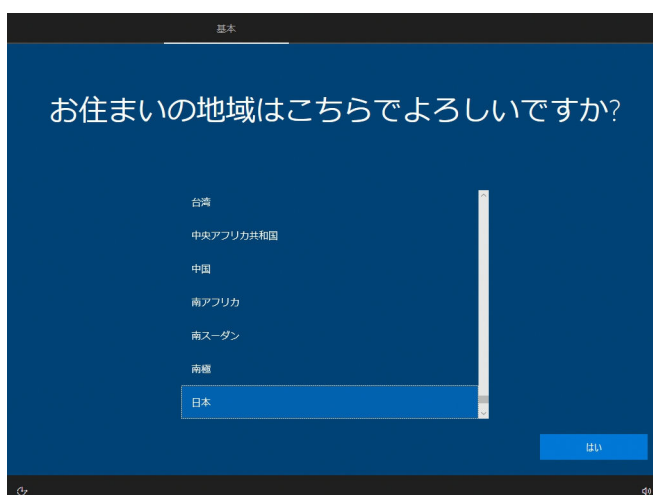 基本
お住まいの地域はこちらでよろしいですか?
台湾
中央アフリカ共和国
中国
南アフリカ
南スーダン
南極
日本
はい